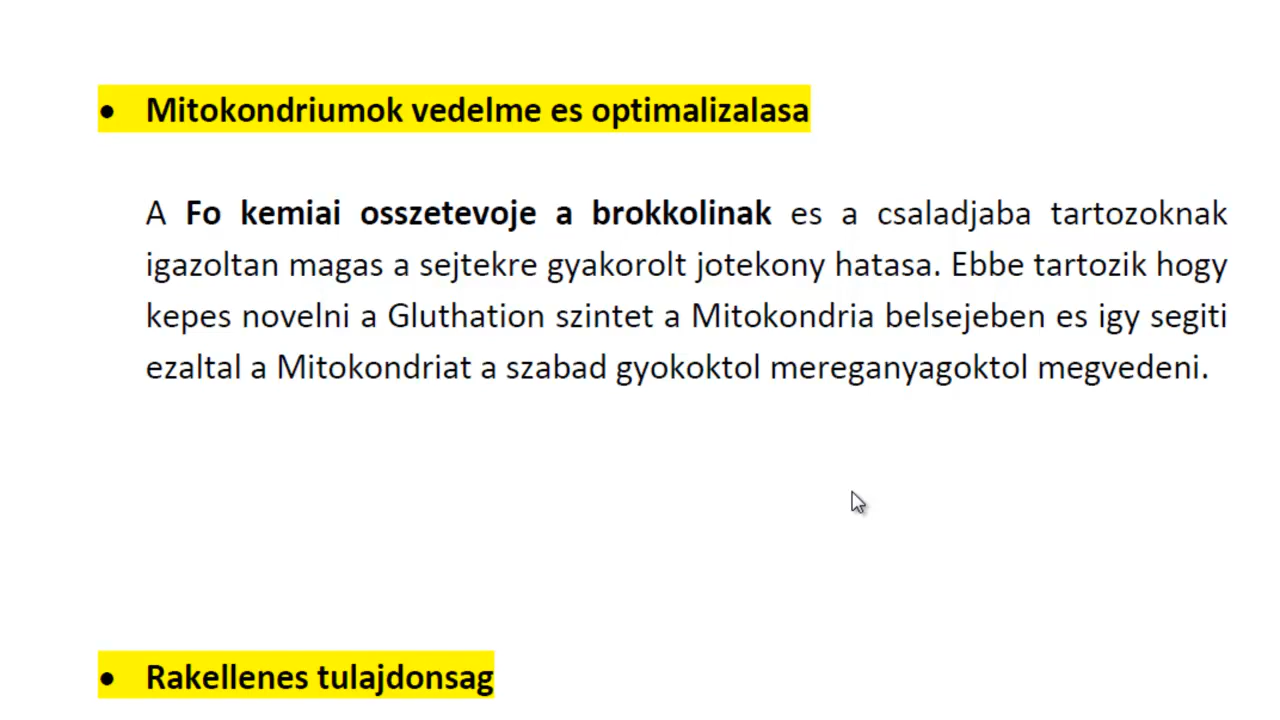 • Mitokondriumok vedelme es optimalizalasa
A Fo kemiai osszetevoje a brokkolinak es a csaladjaba tartozoknak
igazoltan magas a sejtekre gyakorolt jotekony hatasa. Ebbe tartozik hogy
kepes novelni a Gluthation szintet a Mitokondria belsejeben es igy segiti
ezaltal a Mitokondriat a szabad gyokoktol mereganyagoktol megvedeni.
• Rakellenes tulajdonsag